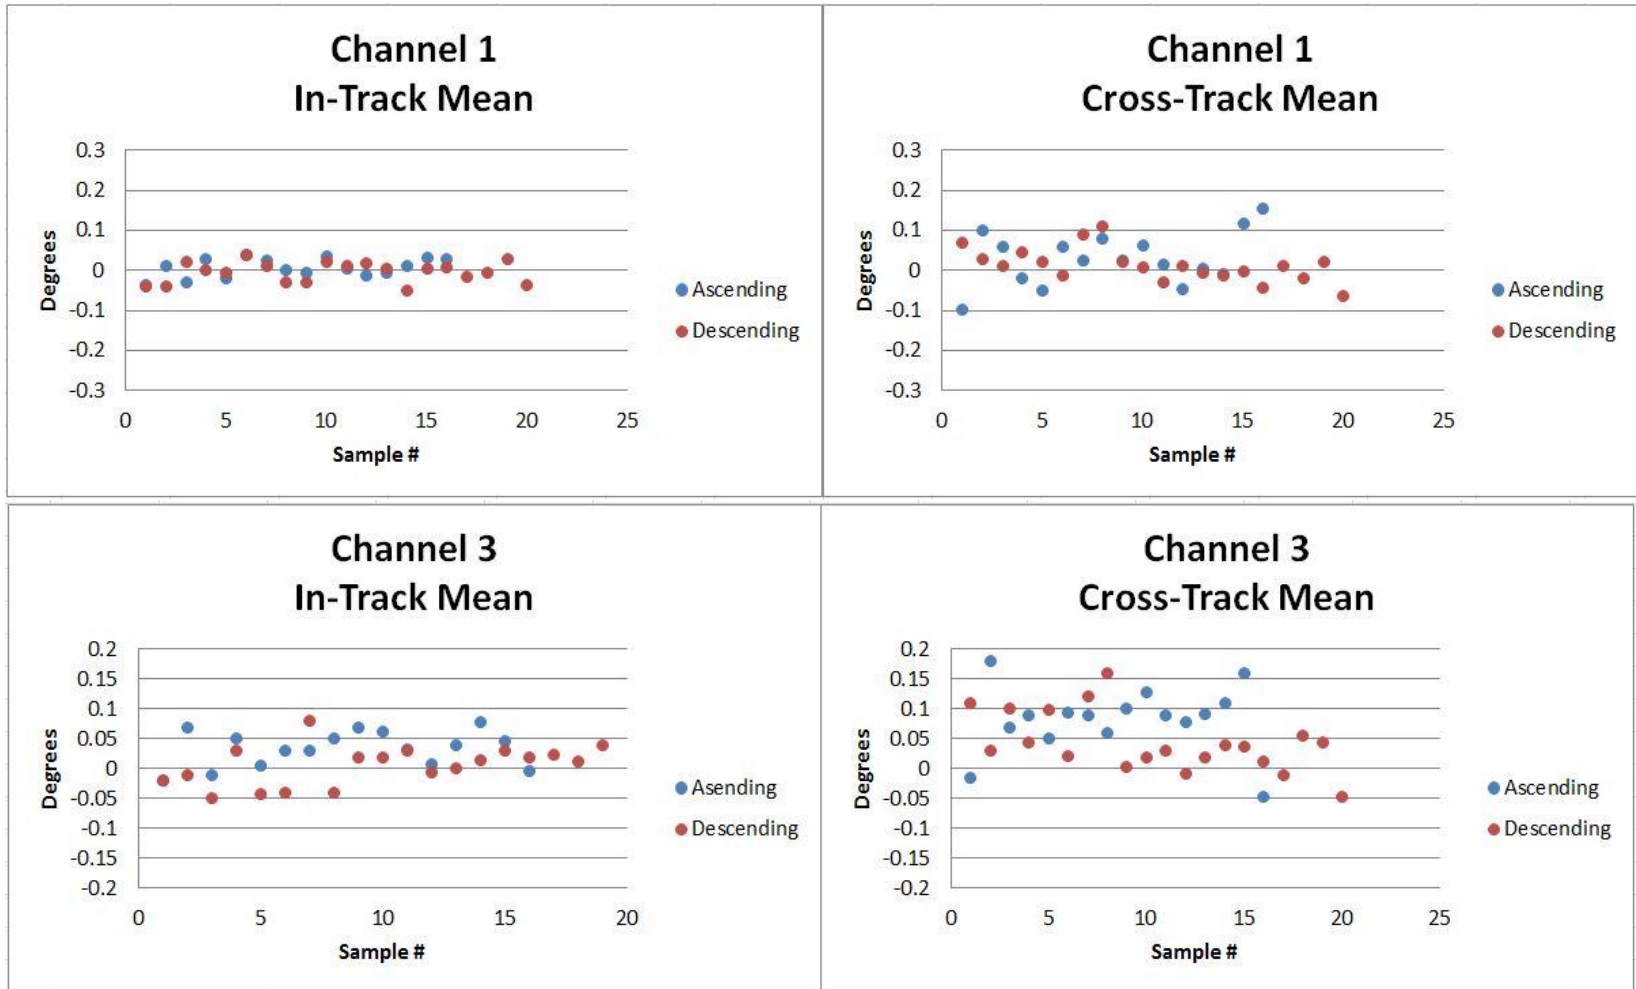 Channel 1
In-Track Mean
0.3
0.2
0.1
0
-0.1
-0.2
-0.3
Degrees
0 5 10 15 20 25
Sample #
Ascending
Descending
Channel 1
Cross-Track Mean
0.3
0.2
0.1
0
-0.1
-0.2
-0.3
Degrees
0 5 10 15 20 25
Sample #
Ascending
Descending
Channel 3
In-Track Mean
0.2
0.15
0.1
0.05
0
-0.05
-0.1
-0.15
-0.2
Degrees
0 5 10 15 20
Sample #
Asending
Descending
Channel 3
Cross-Track Mean
0.2
0.15
0.1
0.05
0
-0.05
-0.1
-0.15
-0.2
Degrees
0 5 10 15 20 25
Sample #
Ascending
Descending